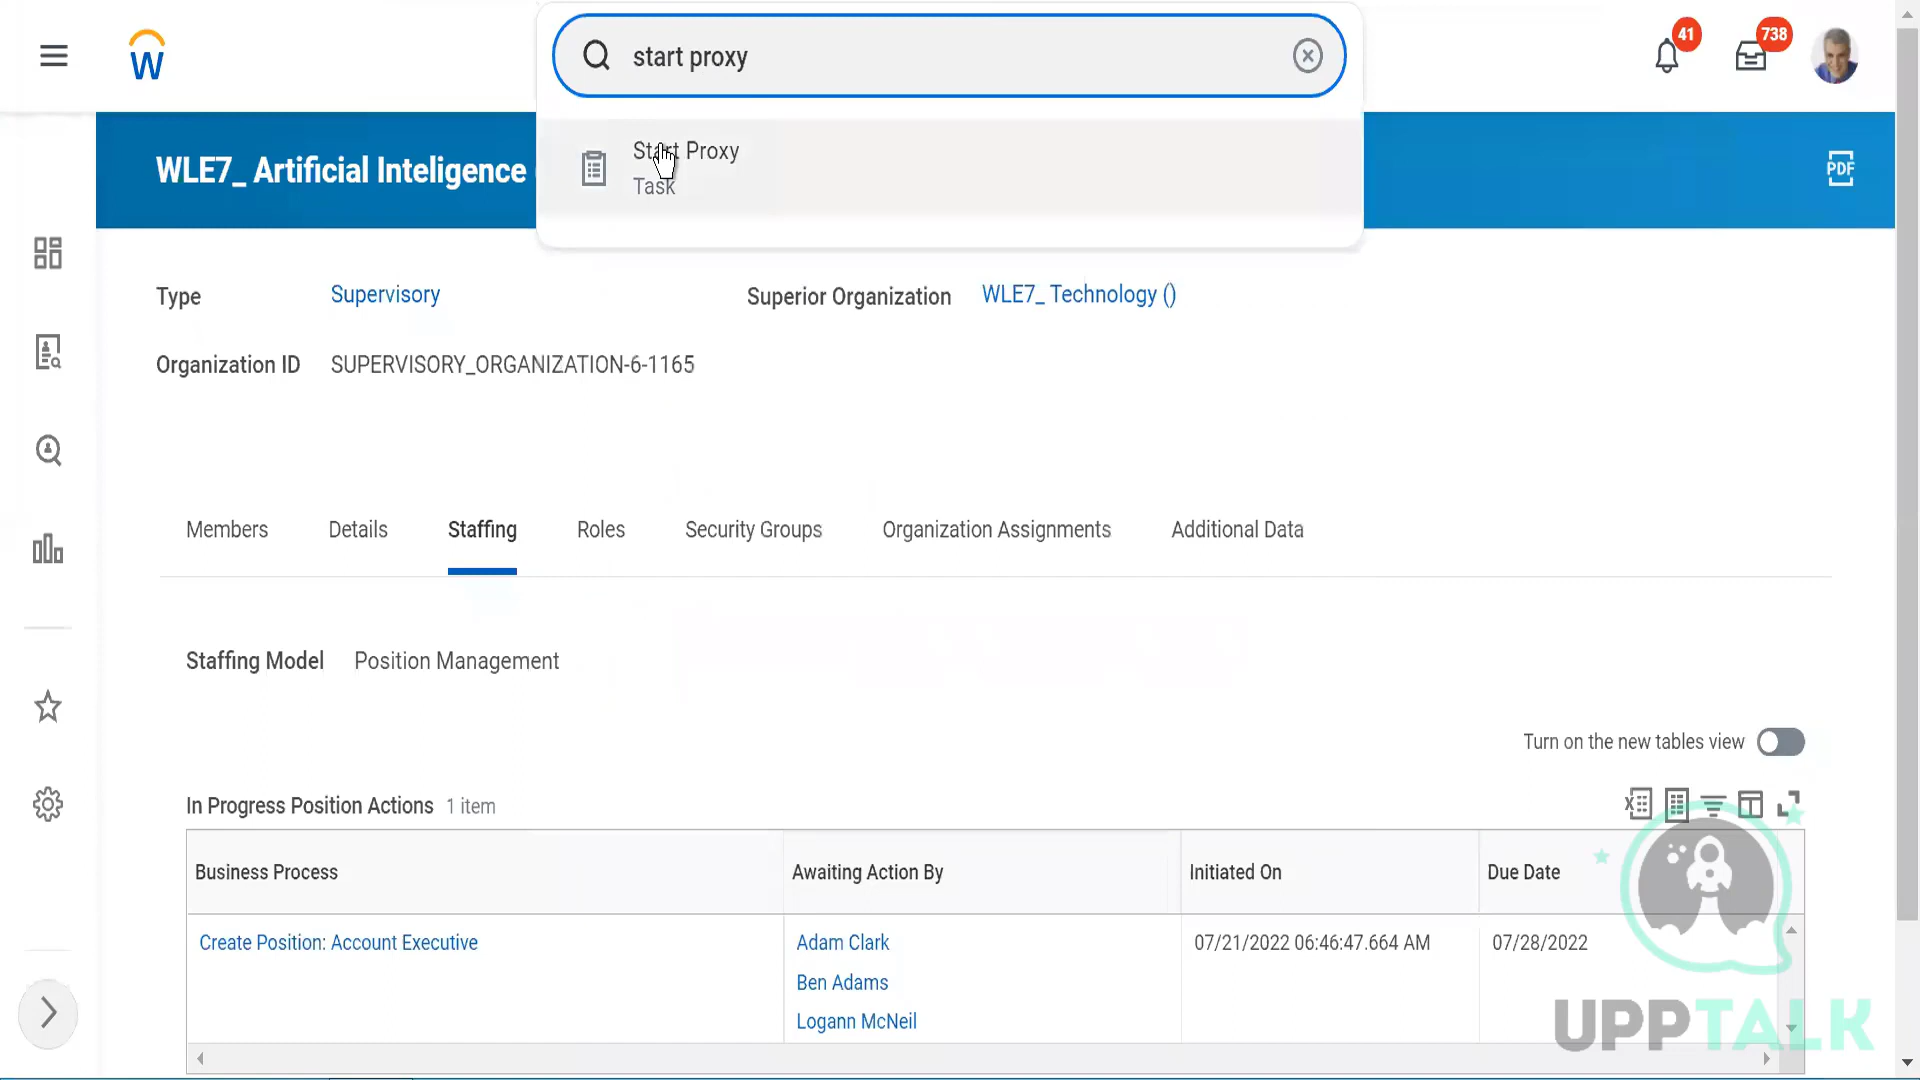 W
start proxy
41
738
Start Proxy
Task
WLE7_ Artificial Inteligence
PDF
Type
Supervisory
Superior Organization
WLE7_ Technology ()
Organization ID
SUPERVISORY_ORGANIZATION-6-1165
Members
Details
Staffing
Roles
Security Groups
Organization Assignments
Additional Data
Staffing Model
Position Management
Turn on the new tables view
In Progress Position Actions
1 item
Business Process
Awaiting Action By
Initiated On
Due Date
Create Position: Account Executive
Adam Clark
07/21/2022 06:46:47.664 AM
07/28/2022
Ben Adams
Logann McNeil
UPPTALK